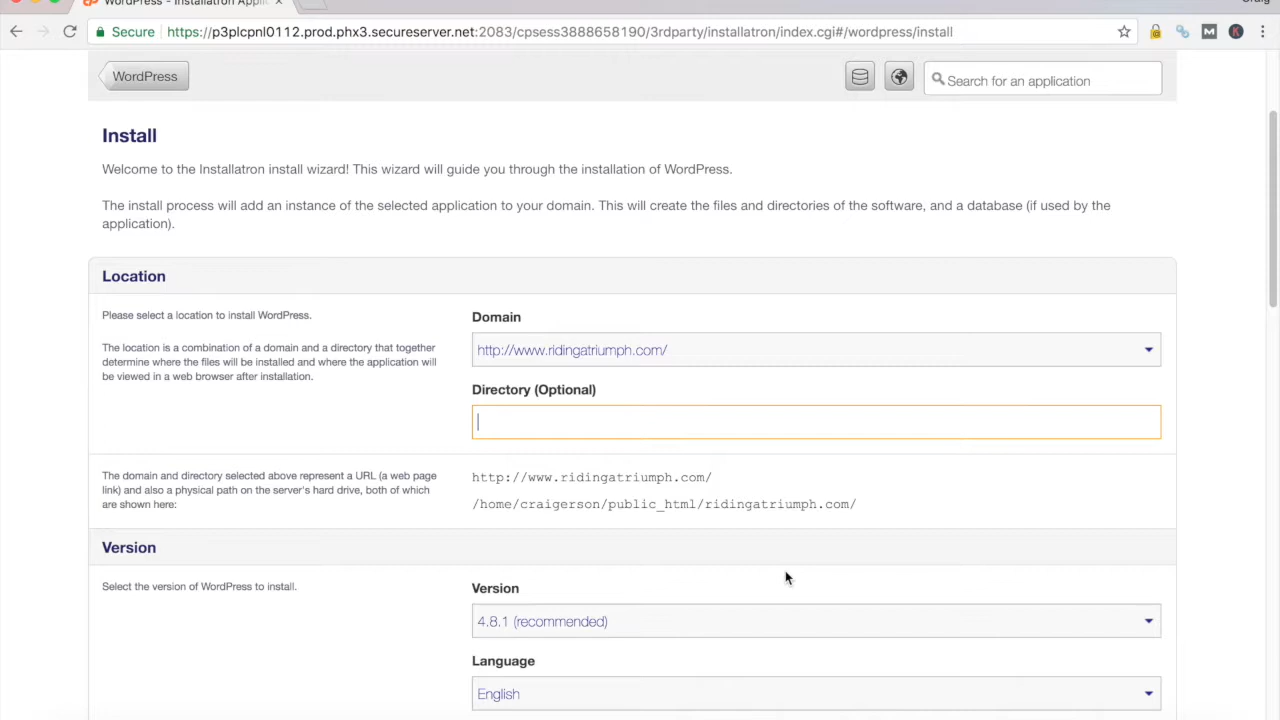 WordPress - Installatron Appli ×
Craig
Secure https://p3plcpnl0112.prod.phx3.secureserver.net:2083/cpsess3888658190/3rdparty/installatron/index.cgi#/wordpress/install
WordPress
Search for an application
Install
Welcome to the Installatron install wizard! This wizard will guide you through the installation of WordPress.
The install process will add an instance of the selected application to your domain. This will create the files and directories of the software, and a database (if used by the
application).
Location
Please select a location to install WordPress.
The location is a combination of a domain and a directory that together
determine where the files will be installed and where the application will
be viewed in a web browser after installation.
Domain
http://www.ridingatriumph.com/
Directory (Optional)
The domain and directory selected above represent a URL (a web page
link) and also a physical path on the server's hard drive, both of which
are shown here:
http://www.ridingatriumph.com/
/home/craigerson/public_html/ridingatriumph.com/
Version
Select the version of WordPress to install.
Version
4.8.1 (recommended)
Language
English